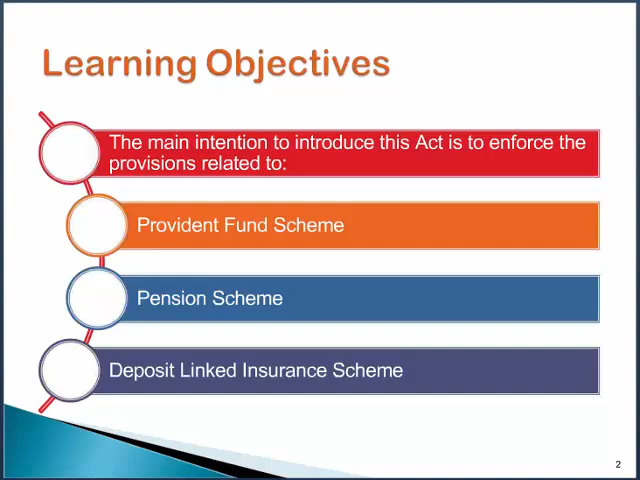 Learning Objectives
The main intention to introduce this Act is to enforce the
provisions related to:
Provident Fund Scheme
Pension Scheme
Deposit Linked Insurance Scheme
2